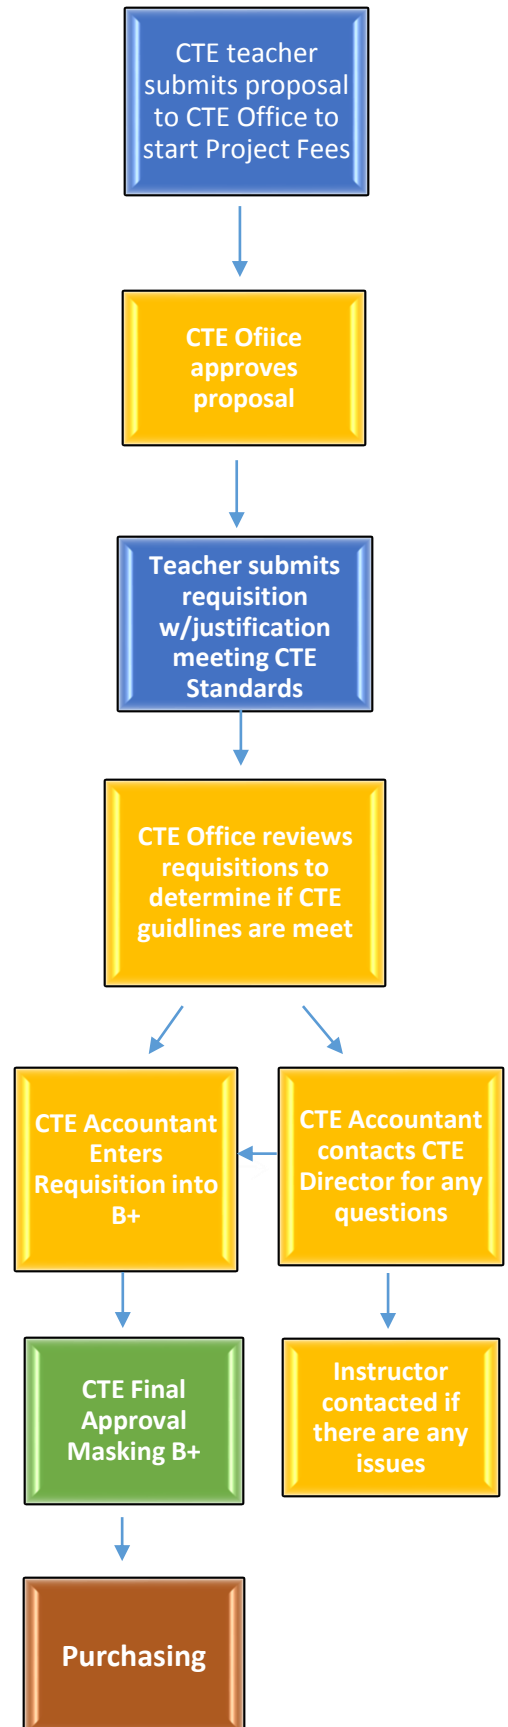 CTE teacher
submits proposal
to CTE Office to
start Project Fees
CTE Ofiice
approves
proposal
Teacher submits
requisition
w/justification
meeting CTE
Standards
CTE Office reviews
requisitions to
determine if CTE
guidlines are meet
CTE Accountant
Enters
Requisition into
B+
CTE Accountant
contacts CTE
Director for any
questions
CTE Final
Approval
Masking B+
Instructor
contacted if
there are any
issues
Purchasing